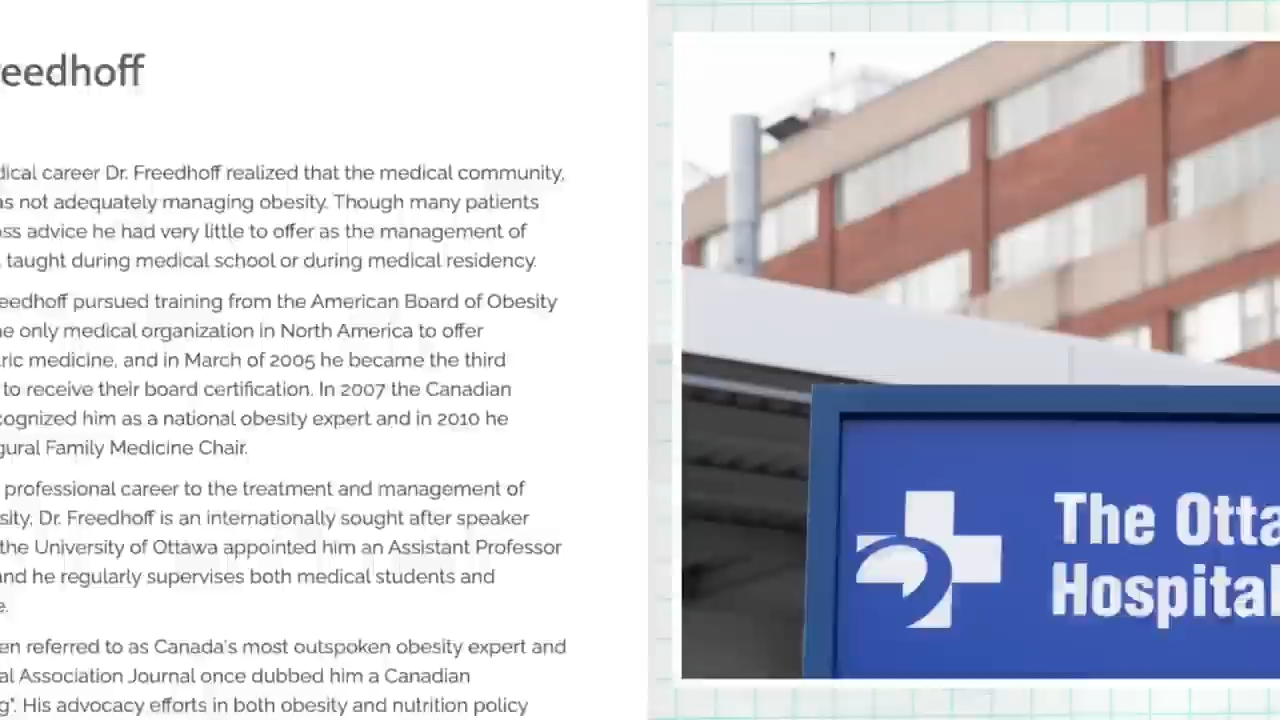 reedhoff
dical career Dr. Freedhoff realized that the medical community,
as not adequately managing obesity. Though many patients
oss advice he had very little to offer as the management of
, taught during medical school or during medical residency.
eedhoff pursued training from the American Board of Obesity
he only medical organization in North America to offer
ric medicine, and in March of 2005 he became the third
to receive their board certification. In 2007 the Canadian
cognized him as a national obesity expert and in 2010 he
gural Family Medicine Chair.
professional career to the treatment and management of
sity, Dr. Freedhoff is an internationally sought after speaker
the University of Ottawa appointed him an Assistant Professor
and he regularly supervises both medical students and
e.
en referred to as Canada's most outspoken obesity expert and
al Association Journal once dubbed him a Canadian
g". His advocacy efforts in both obesity and nutrition policy
The Otta
Hospital